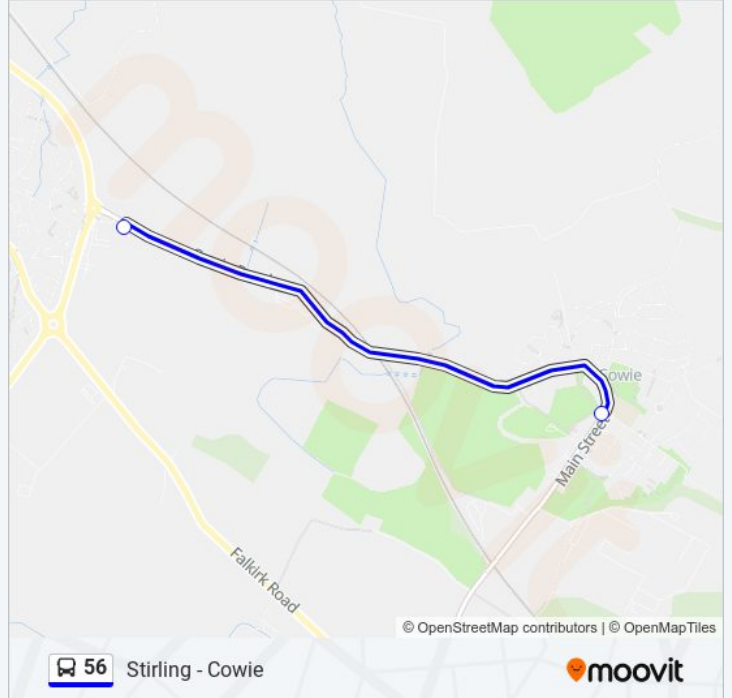 Cowie
Main Street
Falkirk Road
© OpenStreetMap contributors | © OpenMapTiles
56 Stirling - Cowie
moovit